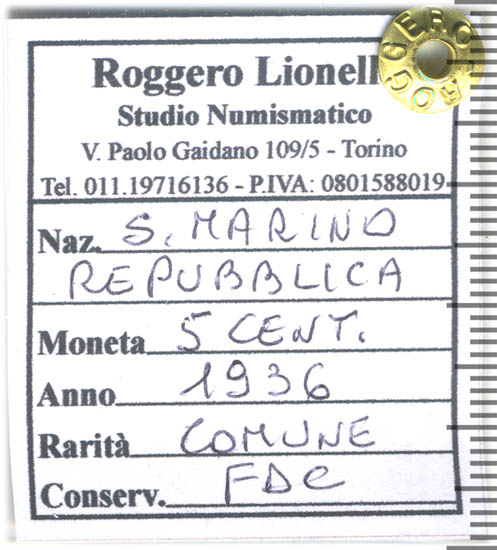 Roggero Lionell
Studio Numismatico
V. Paolo Gaidano 109/5 - Torino
Tel. 011.19716136 - P.IVA: 0801588019
Naz. S. MARINO
REPUBBLICA
Moneta 5 CENT.
Anno 1936
Rarità COMUNE
Conserv. FDC
ROGGERO